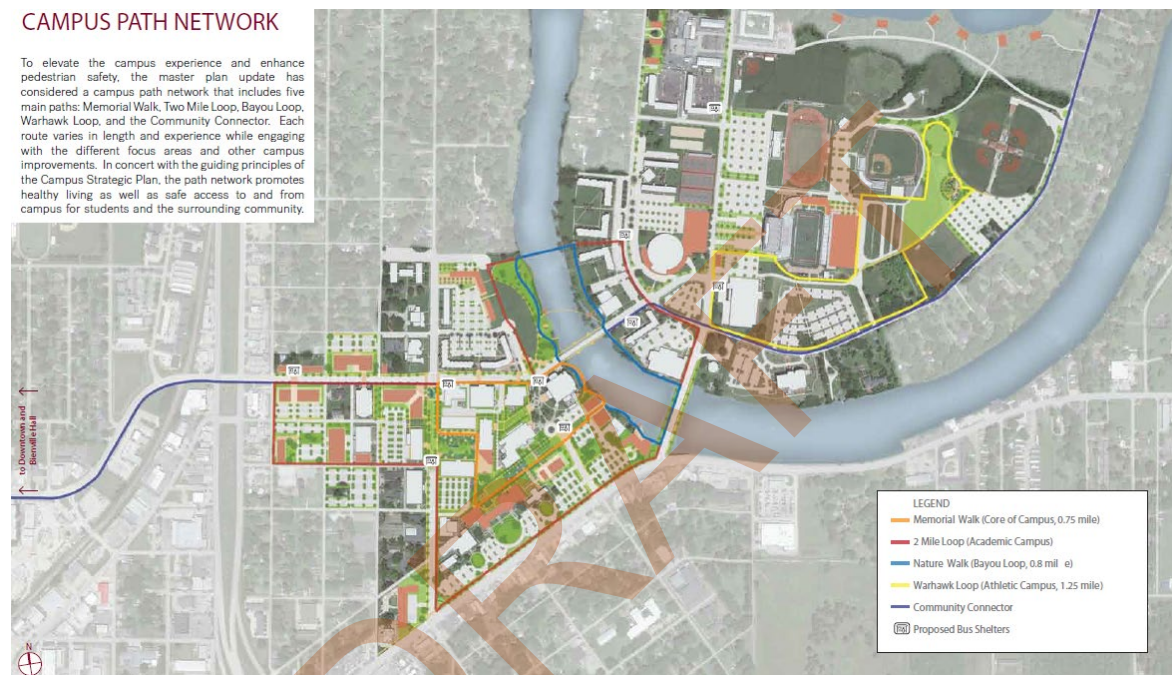 CAMPUS PATH NETWORK
To elevate the campus experience and enhance
pedestrian safety, the master plan update has
considered a campus path network that includes five
main paths: Memorial Walk, Two Mile Loop, Bayou Loop,
Warhawk Loop, and the Community Connector. Each
route varies in length and experience while engaging
with the different focus areas and other campus
improvements. In concert with the guiding principles of
the Campus Strategic Plan, the path network promotes
healthy living as well as safe access to and from
campus for students and the surrounding community.
to Downtown and
Bienville Hall
LEGEND
Memorial Walk (Core of Campus, 0.75 mile)
2 Mile Loop (Academic Campus)
Nature Walk (Bayou Loop, 0.8 mil e)
Warhawk Loop (Athletic Campus, 1.25 mile)
Community Connector
Proposed Bus Shelters
N